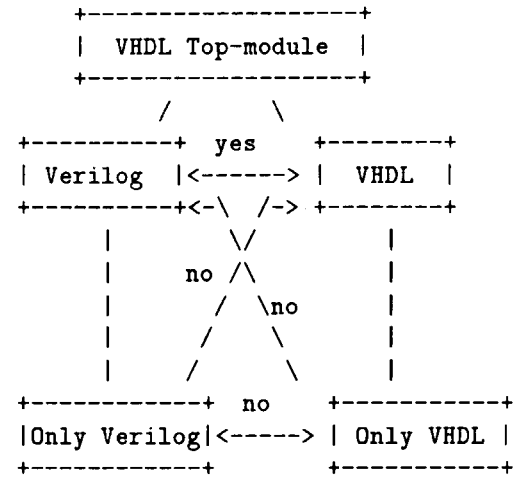 VHDL Top-module
yes
Verilog VHDL
no
no
no
Only Verilog Only VHDL